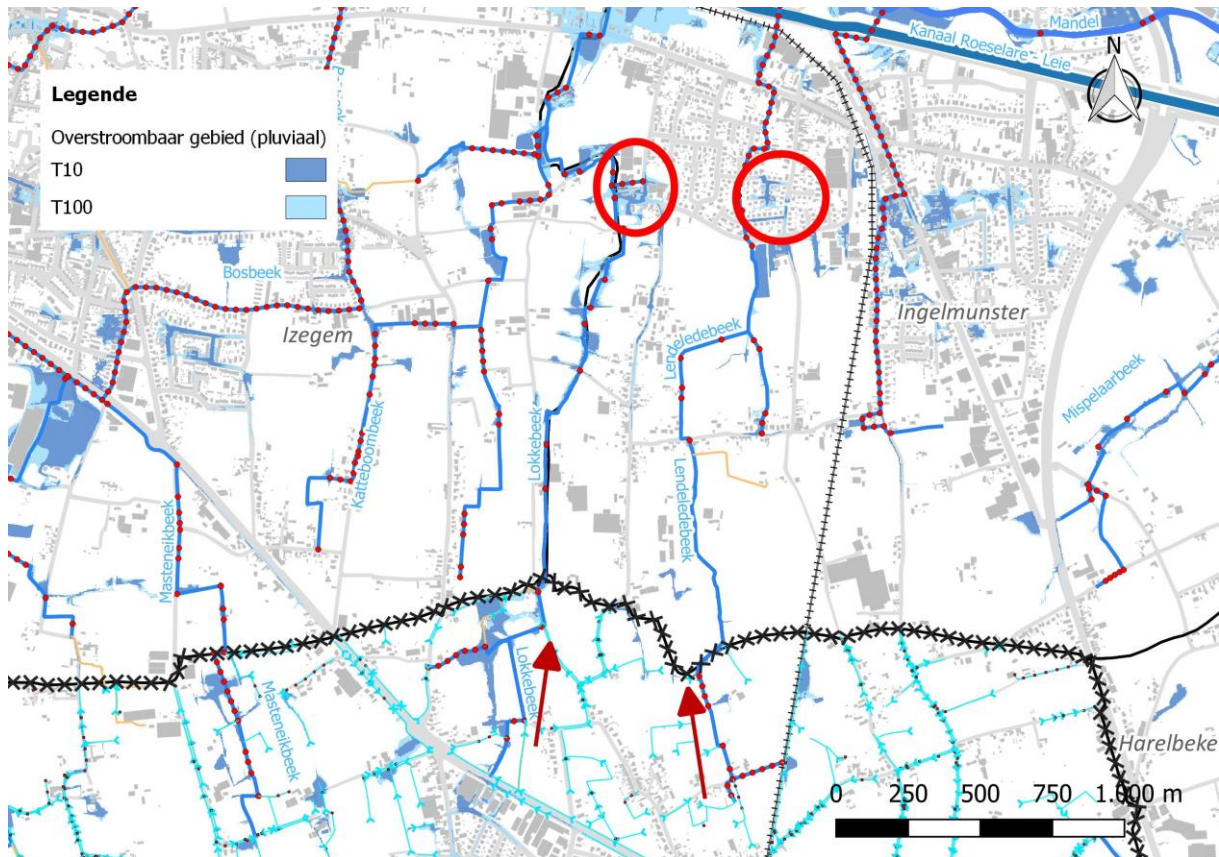 Mandel
Kanaal Roeselare - Leie
N
Legende
Overstroombaar gebied (pluviaal)
T10
T100
Bosbeek
Izegem
Ingelmunster
Lendeledebeek
Mispelaarbeek
Lokkebeek
Katteboombeek
Lendeledebeek
Masteneikbeek
Lokkebeek
Masteneikbeek
Harelbeke
0 250 500 750 1.000 m